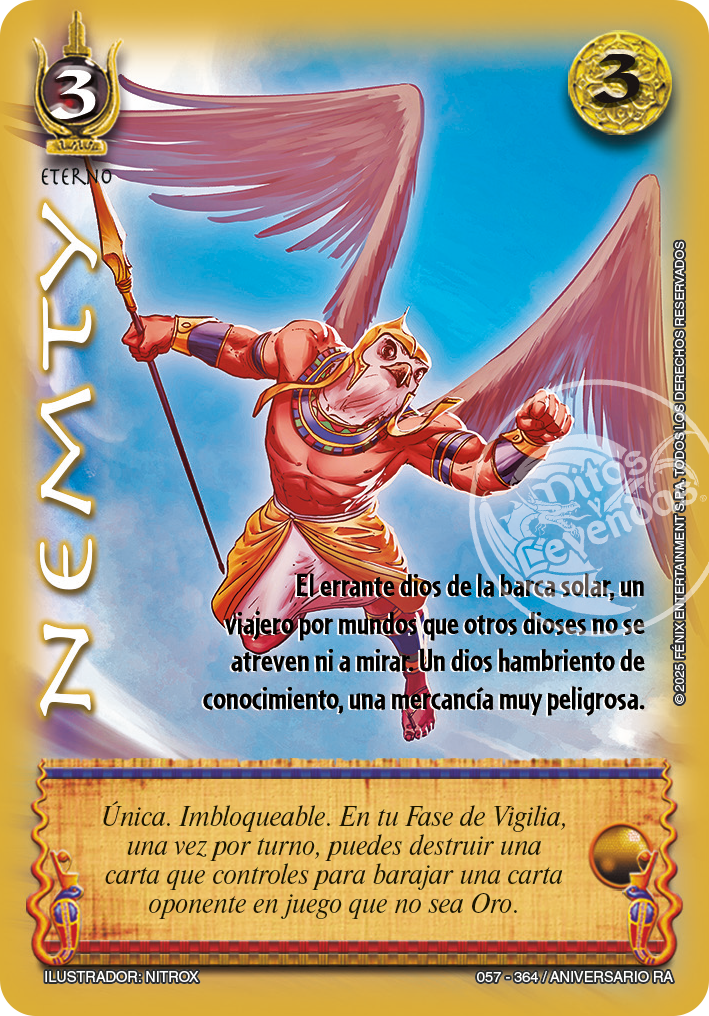 3
3
ETERNO
NEMTY
El errante dios de la barca solar, un
viajero por mundos que otros dioses no se
atreven ni a mirar. Un dios hambriento de
conocimiento, una mercancía muy peligrosa.
Mitos
y
Leyendas®
© 2025 FÉNIX ENTERTAINMENT S.P.A. TODOS LOS DERECHOS RESERVADOS
Única. Imbloqueable. En tu Fase de Vigilia,
una vez por turno, puedes destruir una
carta que controles para barajar una carta
oponente en juego que no sea Oro.
ILUSTRADOR: NITROX
057 - 364 / ANIVERSARIO RA